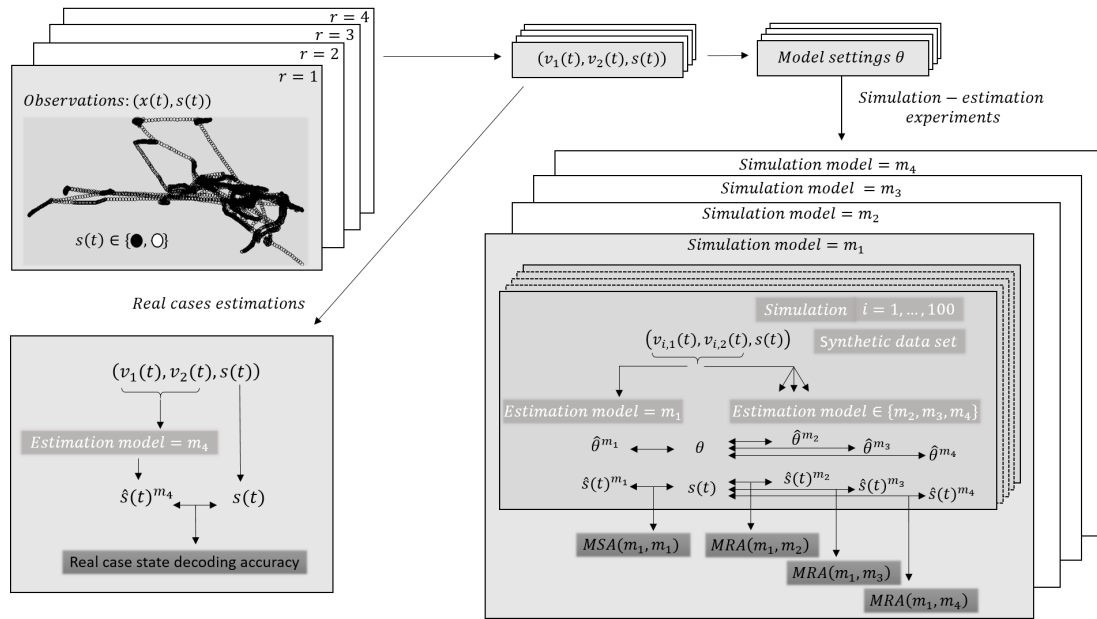 r = 4
r = 3
r = 2
r = 1
Observations: (x(t), s(t))
s(t) ∈ {●, ○}
(v₁(t), v₂(t), s(t))
Model settings θ
Simulation − estimation
experiments
Real cases estimations
(v₁(t), v₂(t), s(t))
Estimation model = m₄
ŝ(t)^m₄
s(t)
Real case state decoding accuracy
Simulation model = m₄
Simulation model = m₃
Simulation model = m₂
Simulation model = m₁
Simulation i = 1, ..., 100
(vᵢ,₁(t), vᵢ,₂(t), s(t))
Synthetic data set
Estimation model = m₁
Estimation model ∈ {m₂, m₃, m₄}
θ̂^m₁ θ θ̂^m₂ θ̂^m₃ θ̂^m₄
ŝ(t)^m₁ s(t) ŝ(t)^m₂ ŝ(t)^m₃ ŝ(t)^m₄
MSA(m₁, m₁)
MRA(m₁, m₂)
MRA(m₁, m₃)
MRA(m₁, m₄)